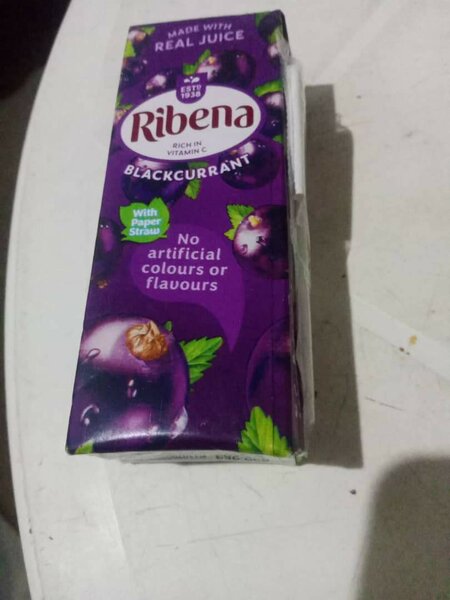 MADE WITH
REAL JUICE
ESTD
1938
Ribena
RICH IN
VITAMIN C
BLACKCURRANT
With
Paper
Straw
No
artificial
colours or
flavours